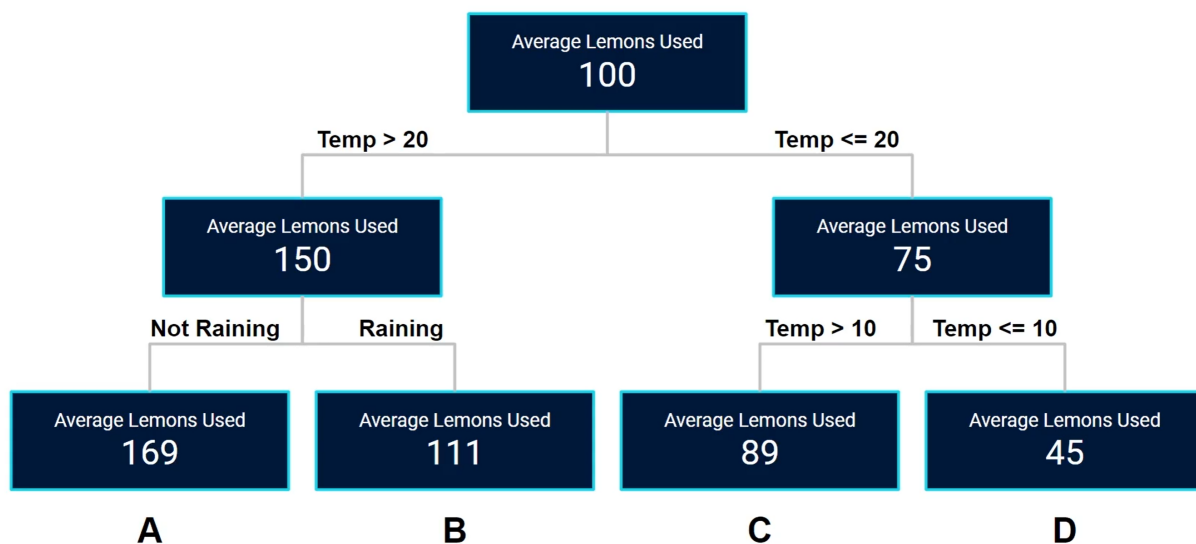 Average Lemons Used
100
Temp > 20
Temp <= 20
Average Lemons Used
150
Average Lemons Used
75
Not Raining
Raining
Temp > 10
Temp <= 10
Average Lemons Used
169
Average Lemons Used
111
Average Lemons Used
89
Average Lemons Used
45
A
B
C
D